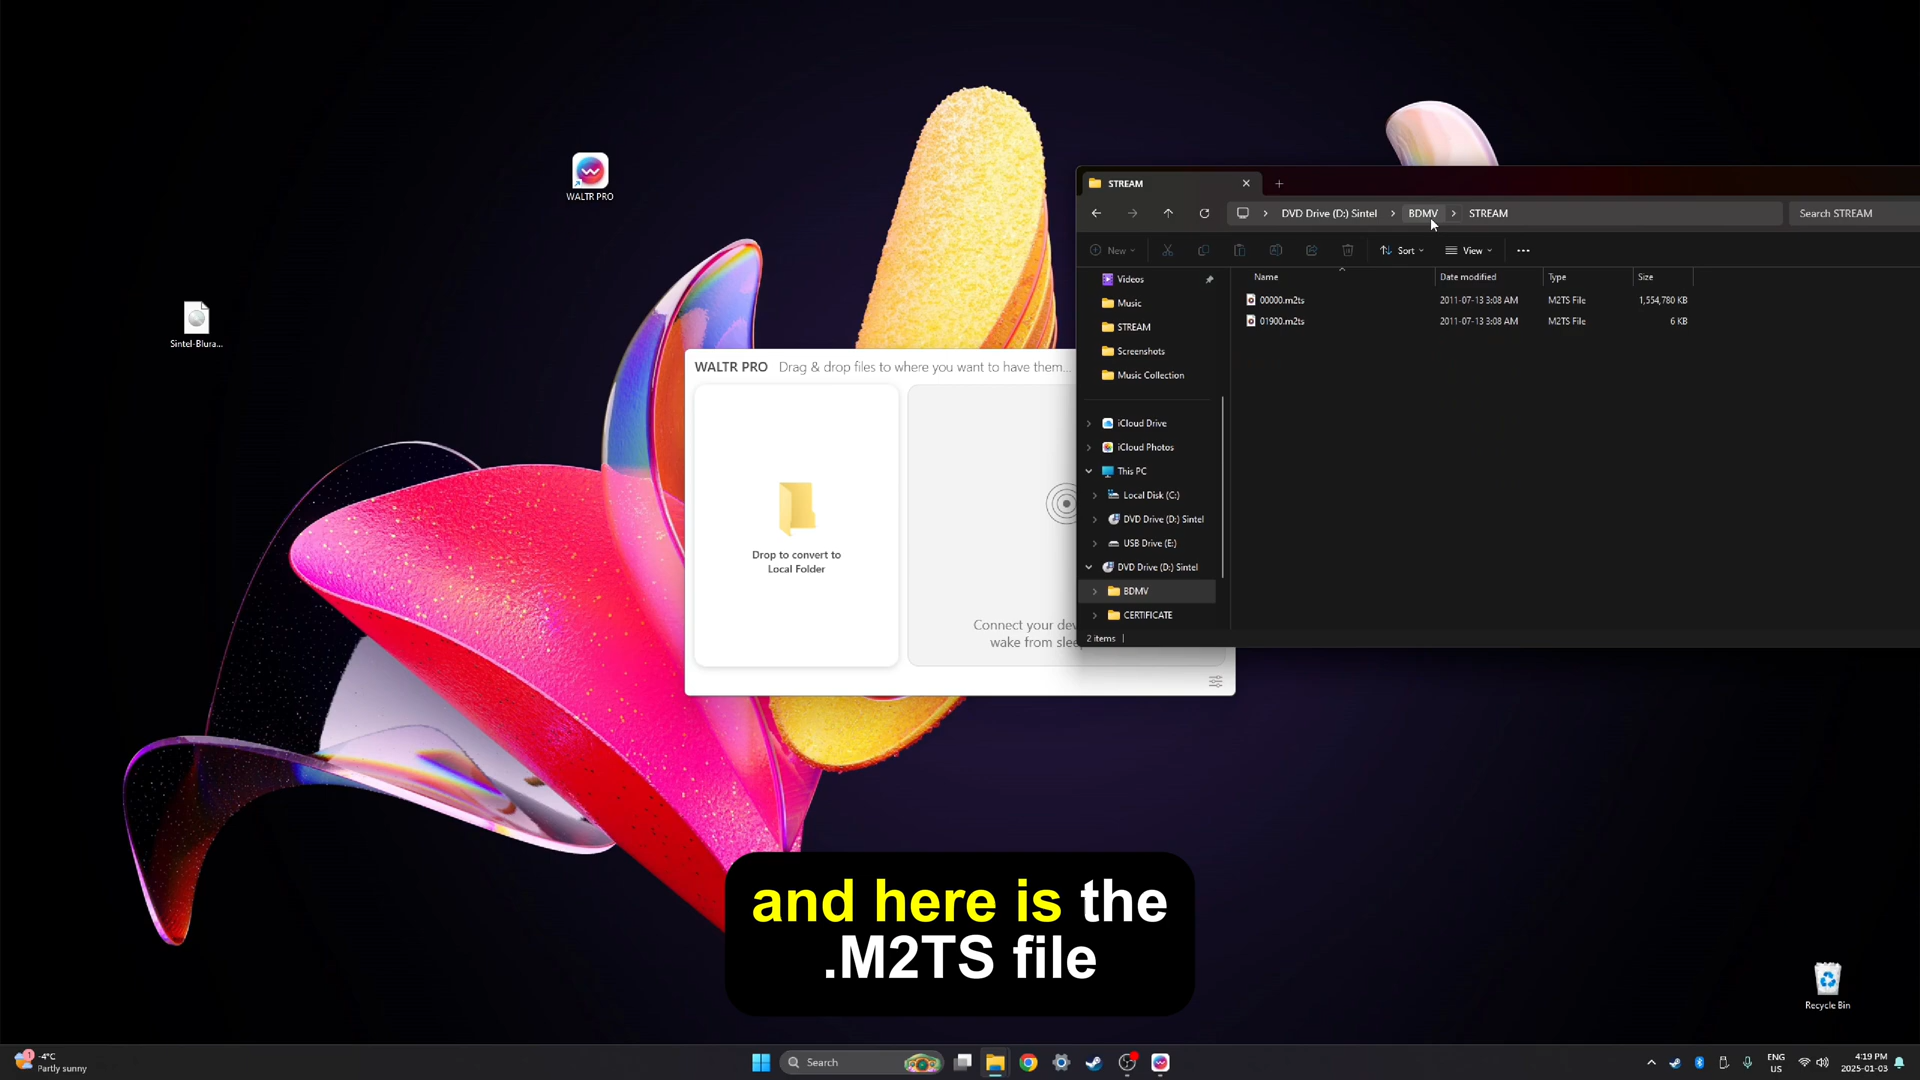 WALTR PRO
Sintel-Blura...
WALTR PRO Drag & drop files to where you want to have them...
Drop to convert to
Local Folder
Connect your dev
wake from slee
STREAM
DVD Drive (D:) Sintel
BDMV
STREAM
Search STREAM
New
Sort
View
Name
Date modified
Type
Size
00000.m2ts
2011-07-13 3:08 AM
M2TS File
1,554,780 KB
01900.m2ts
2011-07-13 3:08 AM
M2TS File
6 KB
Videos
Music
STREAM
Screenshots
Music Collection
iCloud Drive
iCloud Photos
This PC
Local Disk (C:)
DVD Drive (D:) Sintel
USB Drive (E:)
DVD Drive (D:) Sintel
BDMV
CERTIFICATE
2 items
and here is the
.M2TS file
Recycle Bin
1
-4°C
Partly sunny
Search
ENG
US
4:19 PM
2025-01-03